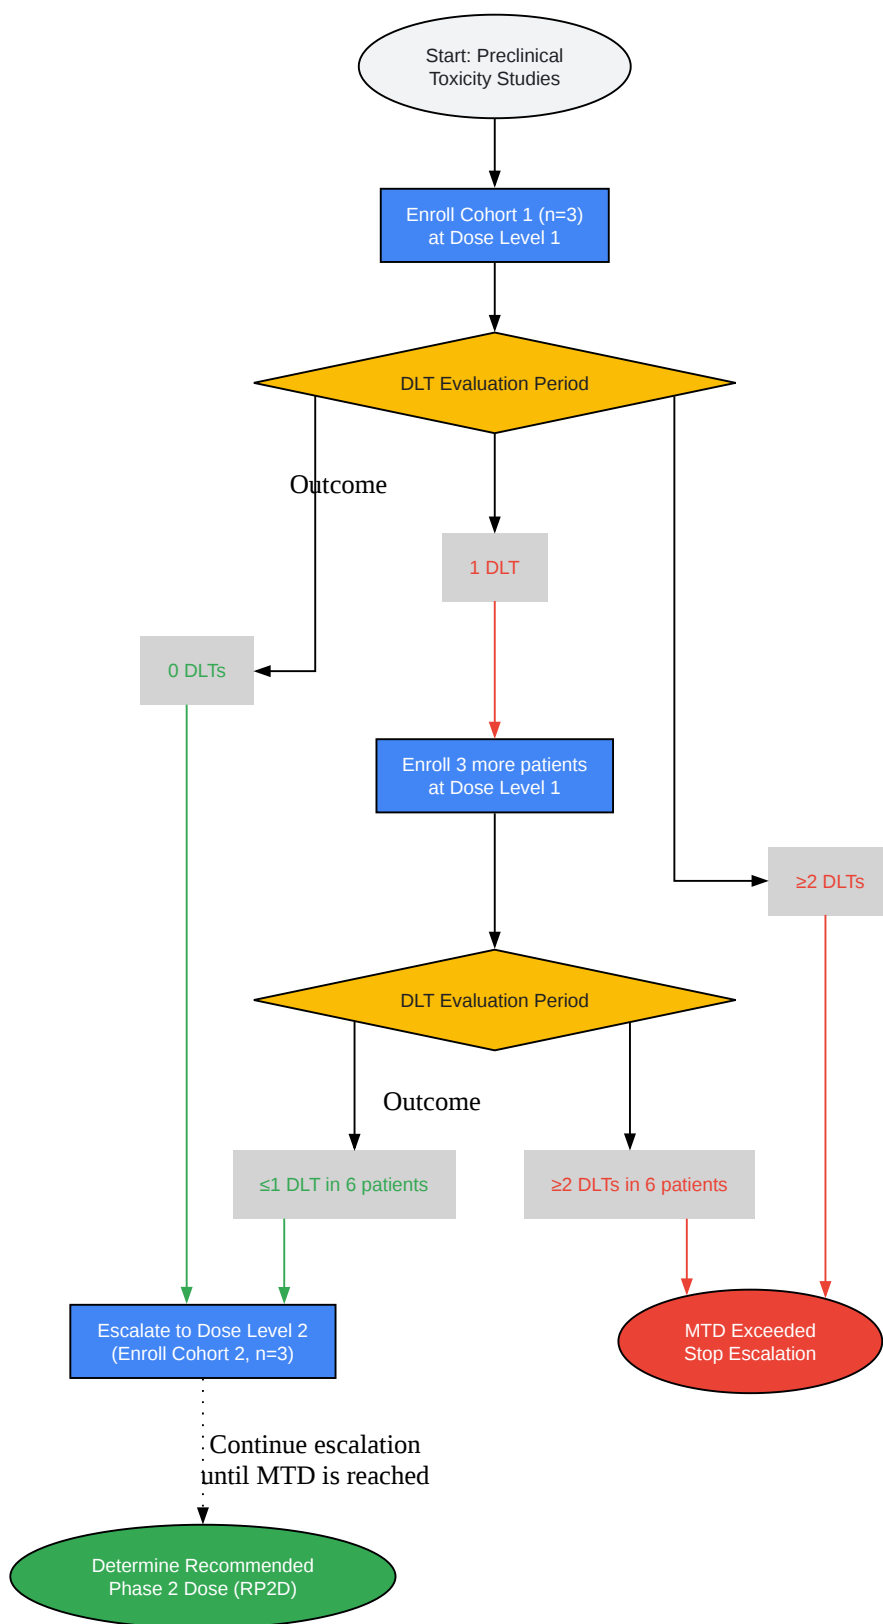 Start: Preclinical
Toxicity Studies
Enroll Cohort 1 (n=3)
at Dose Level 1
DLT Evaluation Period
Outcome
1 DLT
0 DLTs
Enroll 3 more patients
at Dose Level 1
≥2 DLTs
DLT Evaluation Period
Outcome
≤1 DLT in 6 patients
≥2 DLTs in 6 patients
Escalate to Dose Level 2
(Enroll Cohort 2, n=3)
MTD Exceeded
Stop Escalation
Continue escalation
until MTD is reached
Determine Recommended
Phase 2 Dose (RP2D)